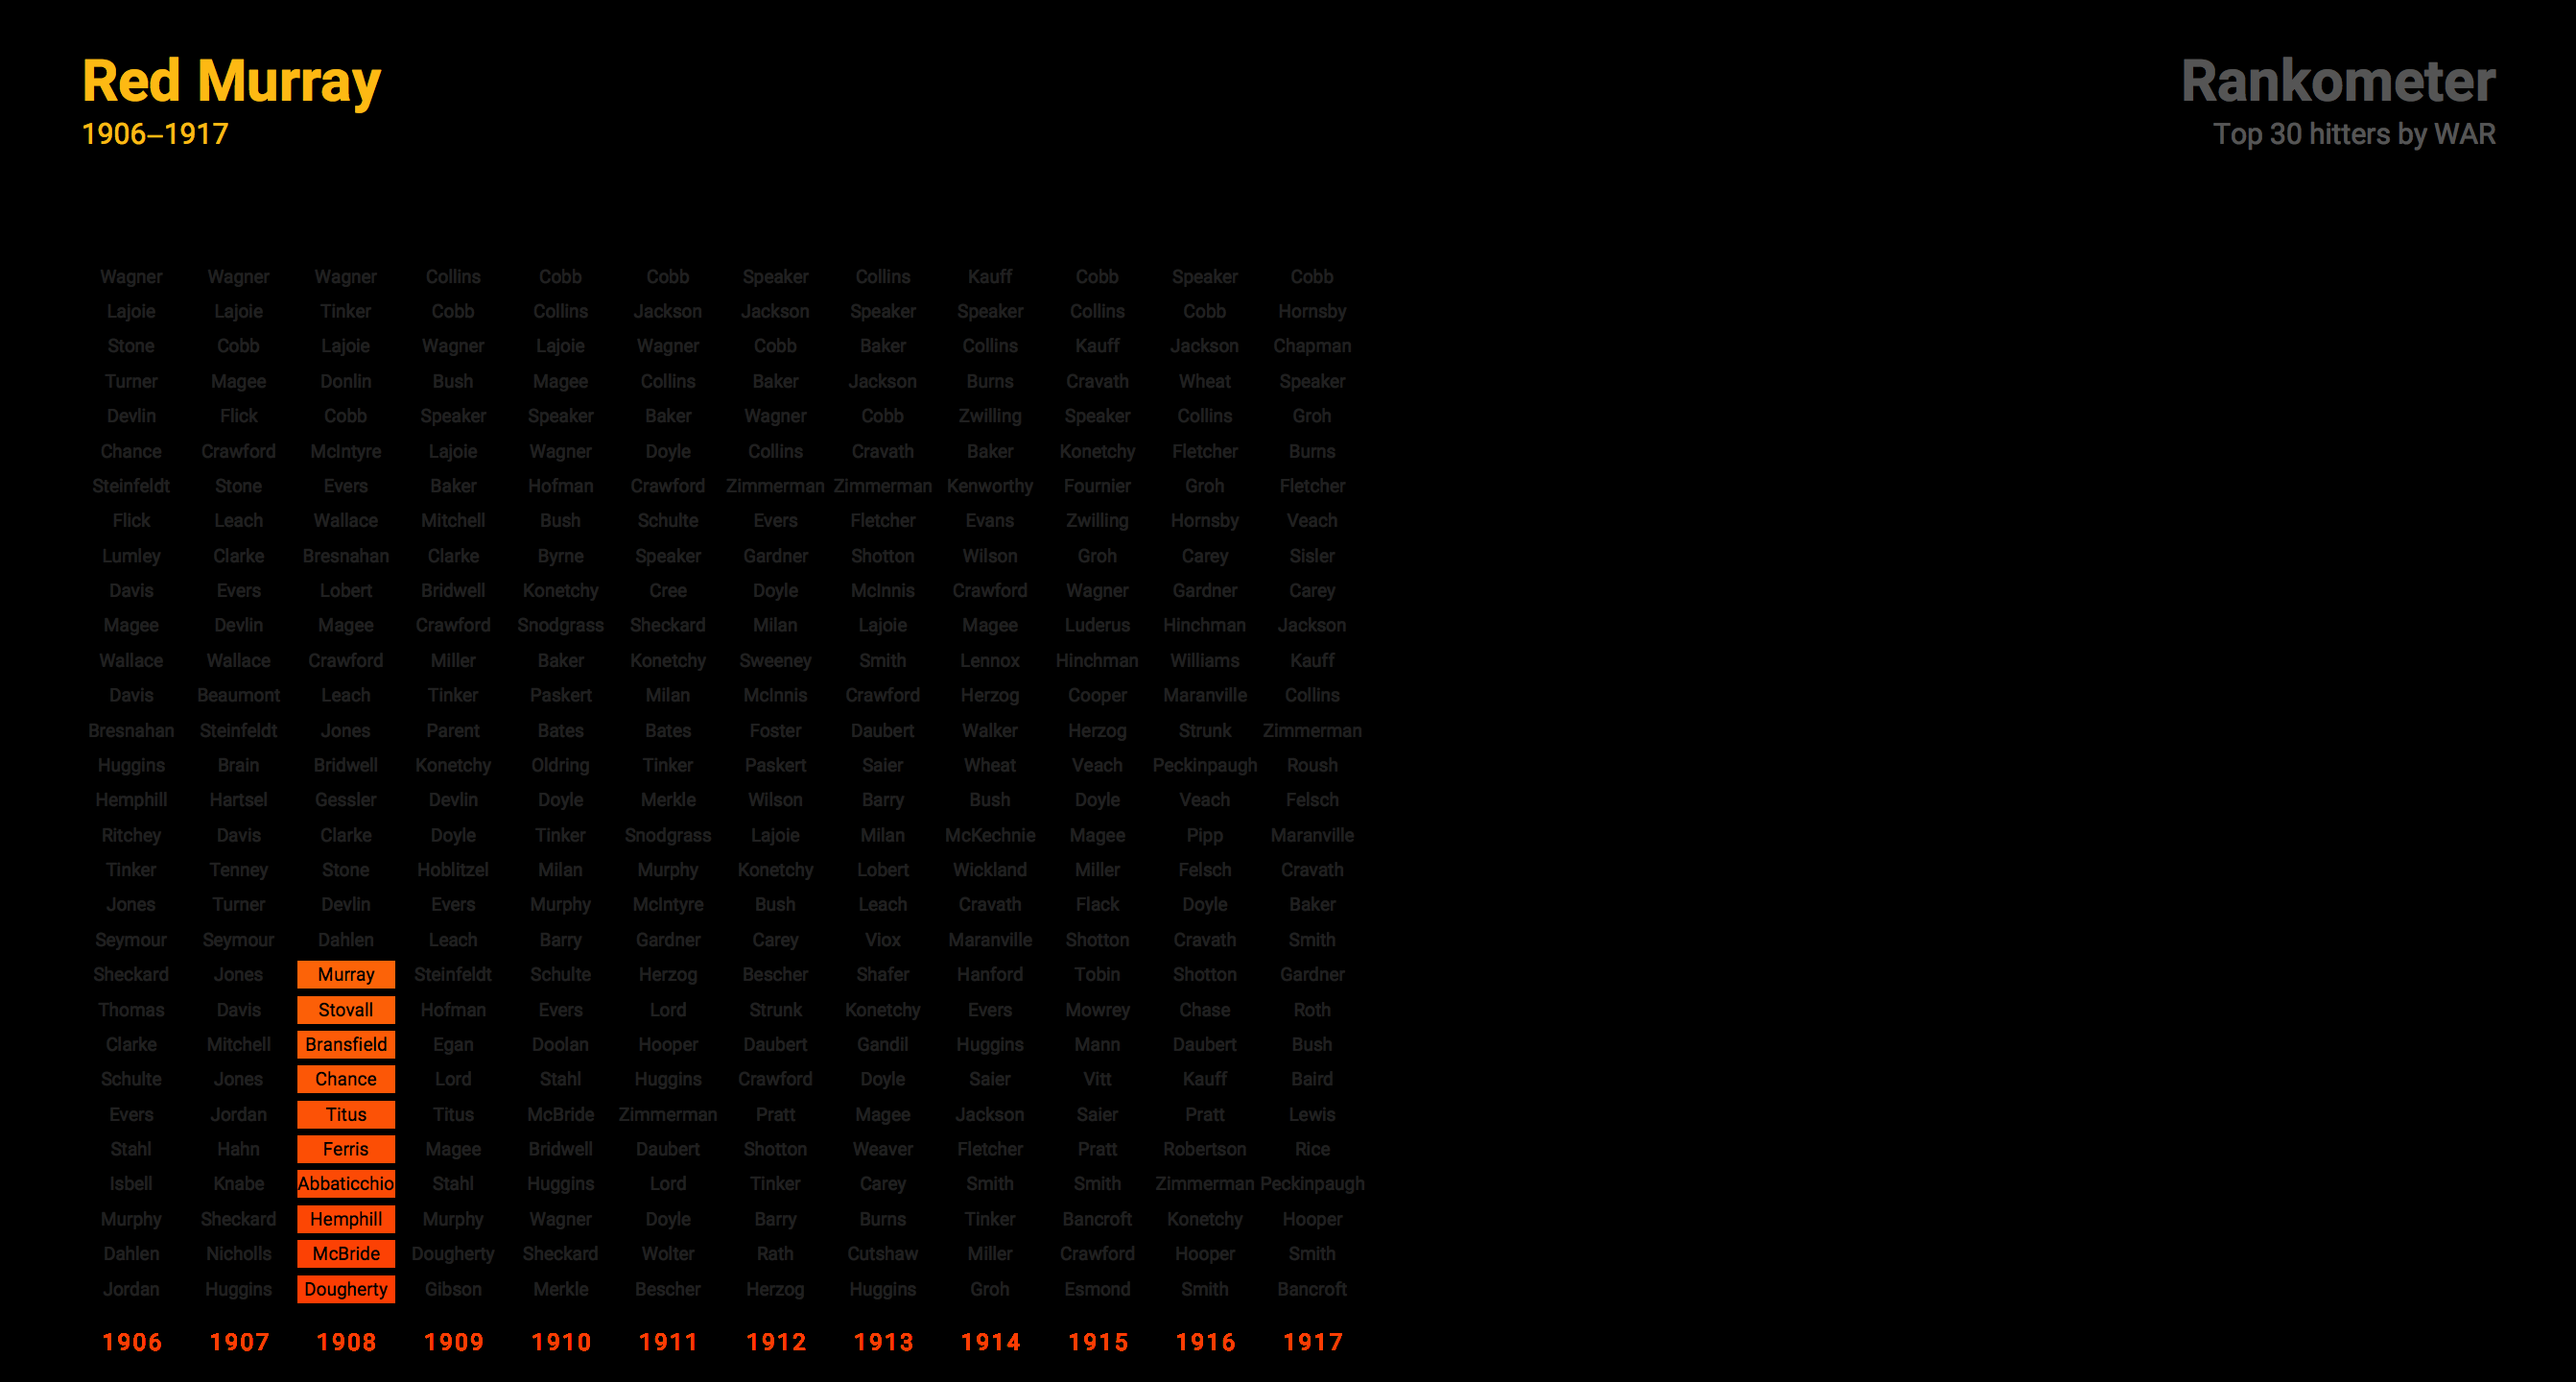 Red Murray
1906–1917
Rankometer
Top 30 hitters by WAR
Wagner Wagner Wagner Collins Cobb Cobb Speaker Collins Kauff Cobb Speaker Cobb
Lajoie Lajoie Tinker Cobb Collins Jackson Jackson Speaker Speaker Collins Cobb Hornsby
Stone Cobb Lajoie Wagner Lajoie Wagner Cobb Baker Collins Kauff Jackson Chapman
Turner Magee Donlin Bush Magee Collins Baker Jackson Burns Cravath Wheat Speaker
Devlin Flick Cobb Speaker Speaker Baker Wagner Cobb Zwilling Speaker Collins Groh
Chance Crawford McIntyre Lajoie Wagner Doyle Collins Cravath Baker Konetchy Fletcher Burns
Steinfeldt Stone Evers Baker Hofman Crawford Zimmerman Zimmerman Kenworthy Fournier Groh Fletcher
Flick Leach Wallace Mitchell Bush Schulte Evers Fletcher Evans Zwilling Hornsby Veach
Lumley Clarke Bresnahan Clarke Byrne Speaker Gardner Shotton Wilson Groh Carey Sisler
Davis Evers Lobert Bridwell Konetchy Cree Doyle McInnis Crawford Wagner Gardner Carey
Magee Devlin Magee Crawford Snodgrass Sheckard Milan Lajoie Magee Luderus Hinchman Jackson
Wallace Wallace Crawford Miller Baker Konetchy Sweeney Smith Lennox Hinchman Williams Kauff
Davis Beaumont Leach Tinker Paskert Milan McInnis Crawford Herzog Cooper Maranville Collins
Bresnahan Steinfeldt Jones Parent Bates Bates Foster Daubert Walker Herzog Strunk Zimmerman
Huggins Brain Bridwell Konetchy Oldring Tinker Paskert Saier Wheat Veach Peckinpaugh Roush
Hemphill Hartsel Gessler Devlin Doyle Merkle Wilson Barry Bush Doyle Veach Felsch
Ritchey Davis Clarke Doyle Tinker Snodgrass Lajoie Milan McKechnie Magee Pipp Maranville
Tinker Tenney Stone Hoblitzel Milan Murphy Konetchy Lobert Wickland Miller Felsch Cravath
Jones Turner Devlin Evers Murphy McIntyre Bush Leach Cravath Flack Doyle Baker
Seymour Seymour Dahlen Leach Barry Gardner Carey Viox Maranville Shotton Cravath Smith
Sheckard Jones Murray Steinfeldt Schulte Herzog Bescher Shafer Hanford Tobin Shotton Gardner
Thomas Davis Stovall Hofman Evers Lord Strunk Konetchy Evers Mowrey Chase Roth
Clarke Mitchell Bransfield Egan Doolan Hooper Daubert Gandil Huggins Mann Daubert Bush
Schulte Jones Chance Lord Stahl Huggins Crawford Doyle Saier Vitt Kauff Baird
Evers Jordan Titus Titus McBride Zimmerman Pratt Magee Jackson Saier Pratt Lewis
Stahl Hahn Ferris Magee Bridwell Daubert Shotton Weaver Fletcher Pratt Robertson Rice
Isbell Knabe Abbaticchio Stahl Huggins Lord Tinker Carey Smith Smith Zimmerman Peckinpaugh
Murphy Sheckard Hemphill Murphy Wagner Doyle Barry Burns Tinker Bancroft Konetchy Hooper
Dahlen Nicholls McBride Dougherty Sheckard Wolter Rath Cutshaw Miller Crawford Hooper Smith
Jordan Huggins Dougherty Gibson Merkle Bescher Herzog Huggins Groh Esmond Smith Bancroft
1906 1907 1908 1909 1910 1911 1912 1913 1914 1915 1916 1917